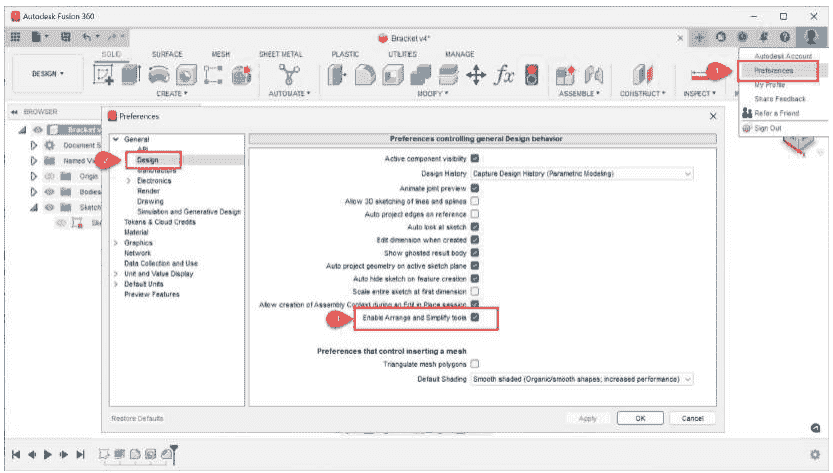 Autodesk Fusion 360
Bracket v4*
SOLID SURFACE MESH SHEET METAL PLASTIC UTILITIES MANAGE
DESIGN
CREATE AUTOMATE MODIFY ASSEMBLE CONSTRUCT INSPECT
Autodesk Account
Preferences
My Profile
Share Feedback
Refer a Friend
Sign Out
BROWSER
Bracket v
Document S
Named Vi
Origin
Bodies
Sketch
Preferences
General
API
Design
Manufacture
Electronics
Render
Drawing
Simulation and Generative Design
Tokens & Cloud Credits
Material
Graphics
Network
Data Collection and Use
Unit and Value Display
Default Units
Preview Features
Preferences controlling general Design behavior
Active component visibility
Design History Capture Design History (Parametric Modeling)
Animate joint preview
Allow 3D sketching of lines and splines
Auto project edges on reference
Auto look at sketch
Edit dimension when created
Show ghosted result body
Auto project geometry on active sketch plane
Auto hide sketch on feature creation
Scale entire sketch at first dimension
Allow creation of Assembly Context during an Edit in Place session
Enable Arrange and Simplify tools
Preferences that control inserting a mesh
Triangulate mesh polygons
Default Shading Smooth shaded (Organic/smooth shapes; increased performance)
Restore Defaults
Apply OK Cancel